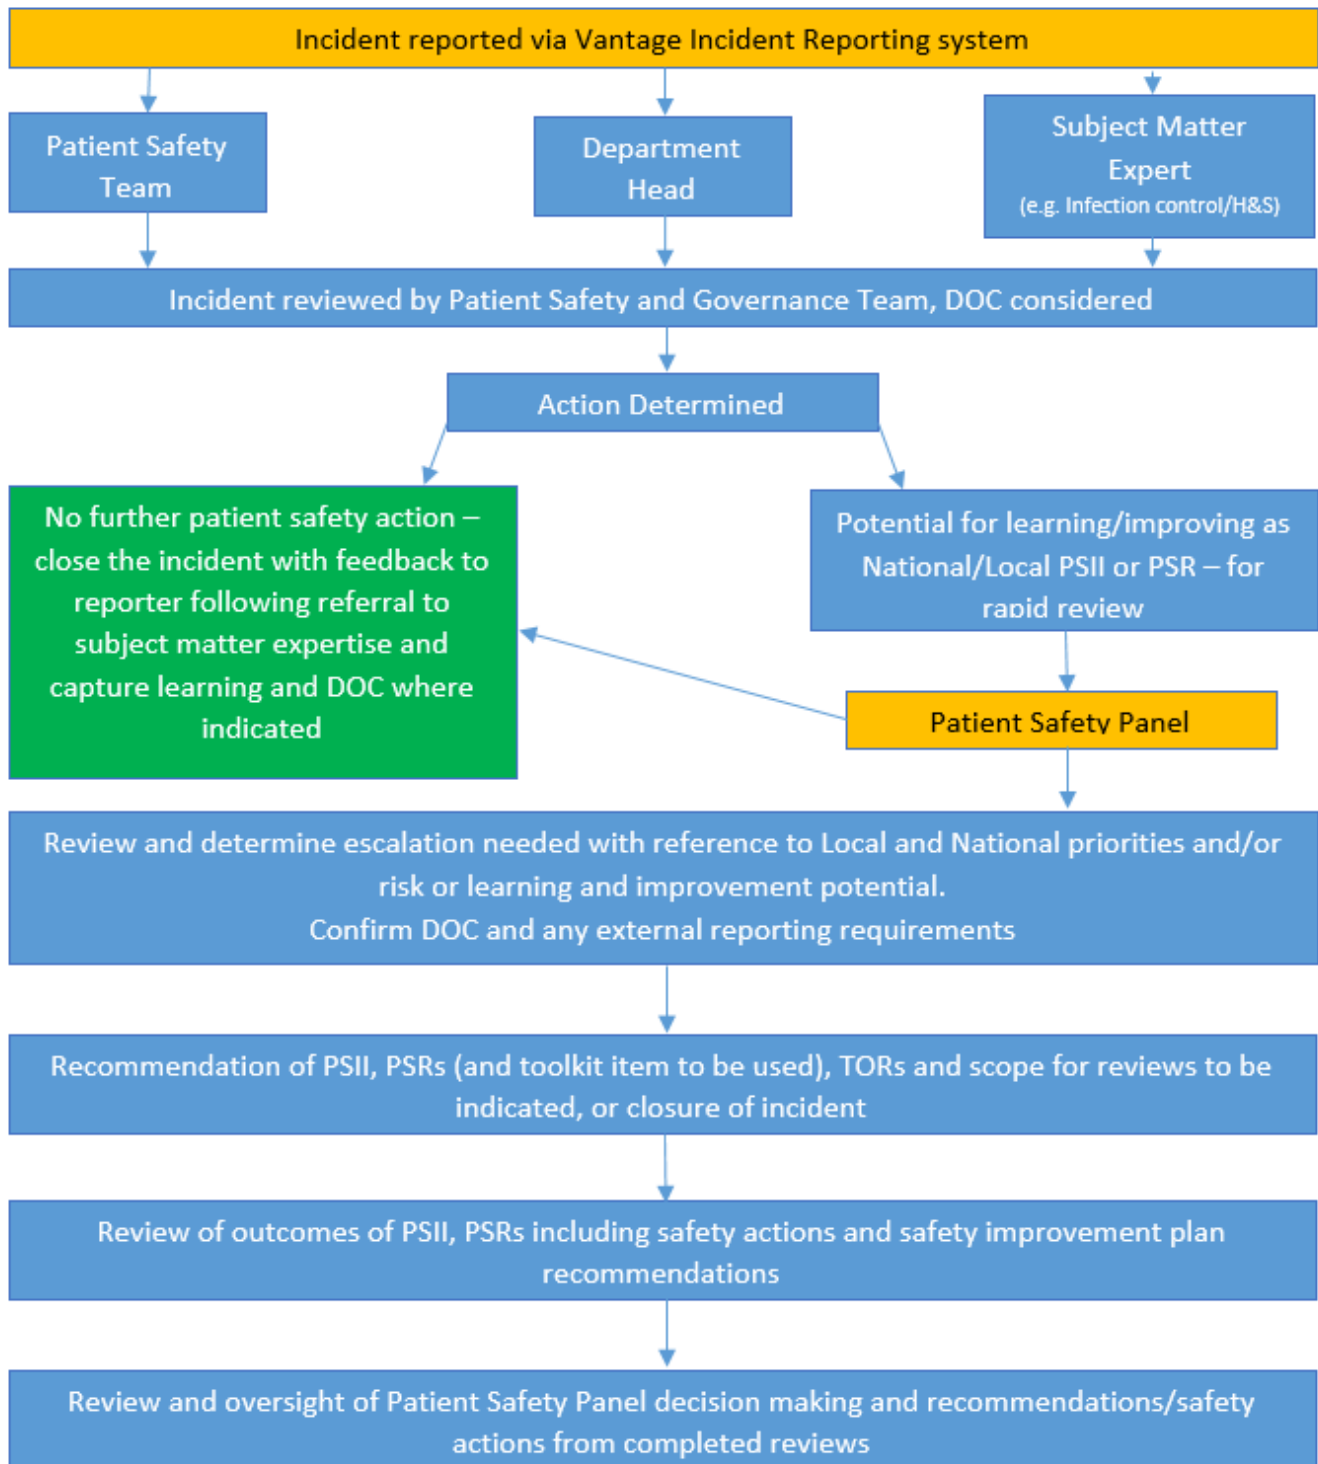 Incident reported via Vantage Incident Reporting system
Patient Safety
Team
Department
Head
Subject Matter
Expert
(e.g. Infection control/H&S)
Incident reviewed by Patient Safety and Governance Team, DOC considered
Action Determined
No further patient safety action –
close the incident with feedback to
reporter following referral to
subject matter expertise and
capture learning and DOC where
indicated
Potential for learning/improving as
National/Local PSII or PSR – for
rapid review
Patient Safety Panel
Review and determine escalation needed with reference to Local and National priorities and/or
risk or learning and improvement potential.
Confirm DOC and any external reporting requirements
Recommendation of PSII, PSRs (and toolkit item to be used), TORs and scope for reviews to be
indicated, or closure of incident
Review of outcomes of PSII, PSRs including safety actions and safety improvement plan
recommendations
Review and oversight of Patient Safety Panel decision making and recommendations/safety
actions from completed reviews